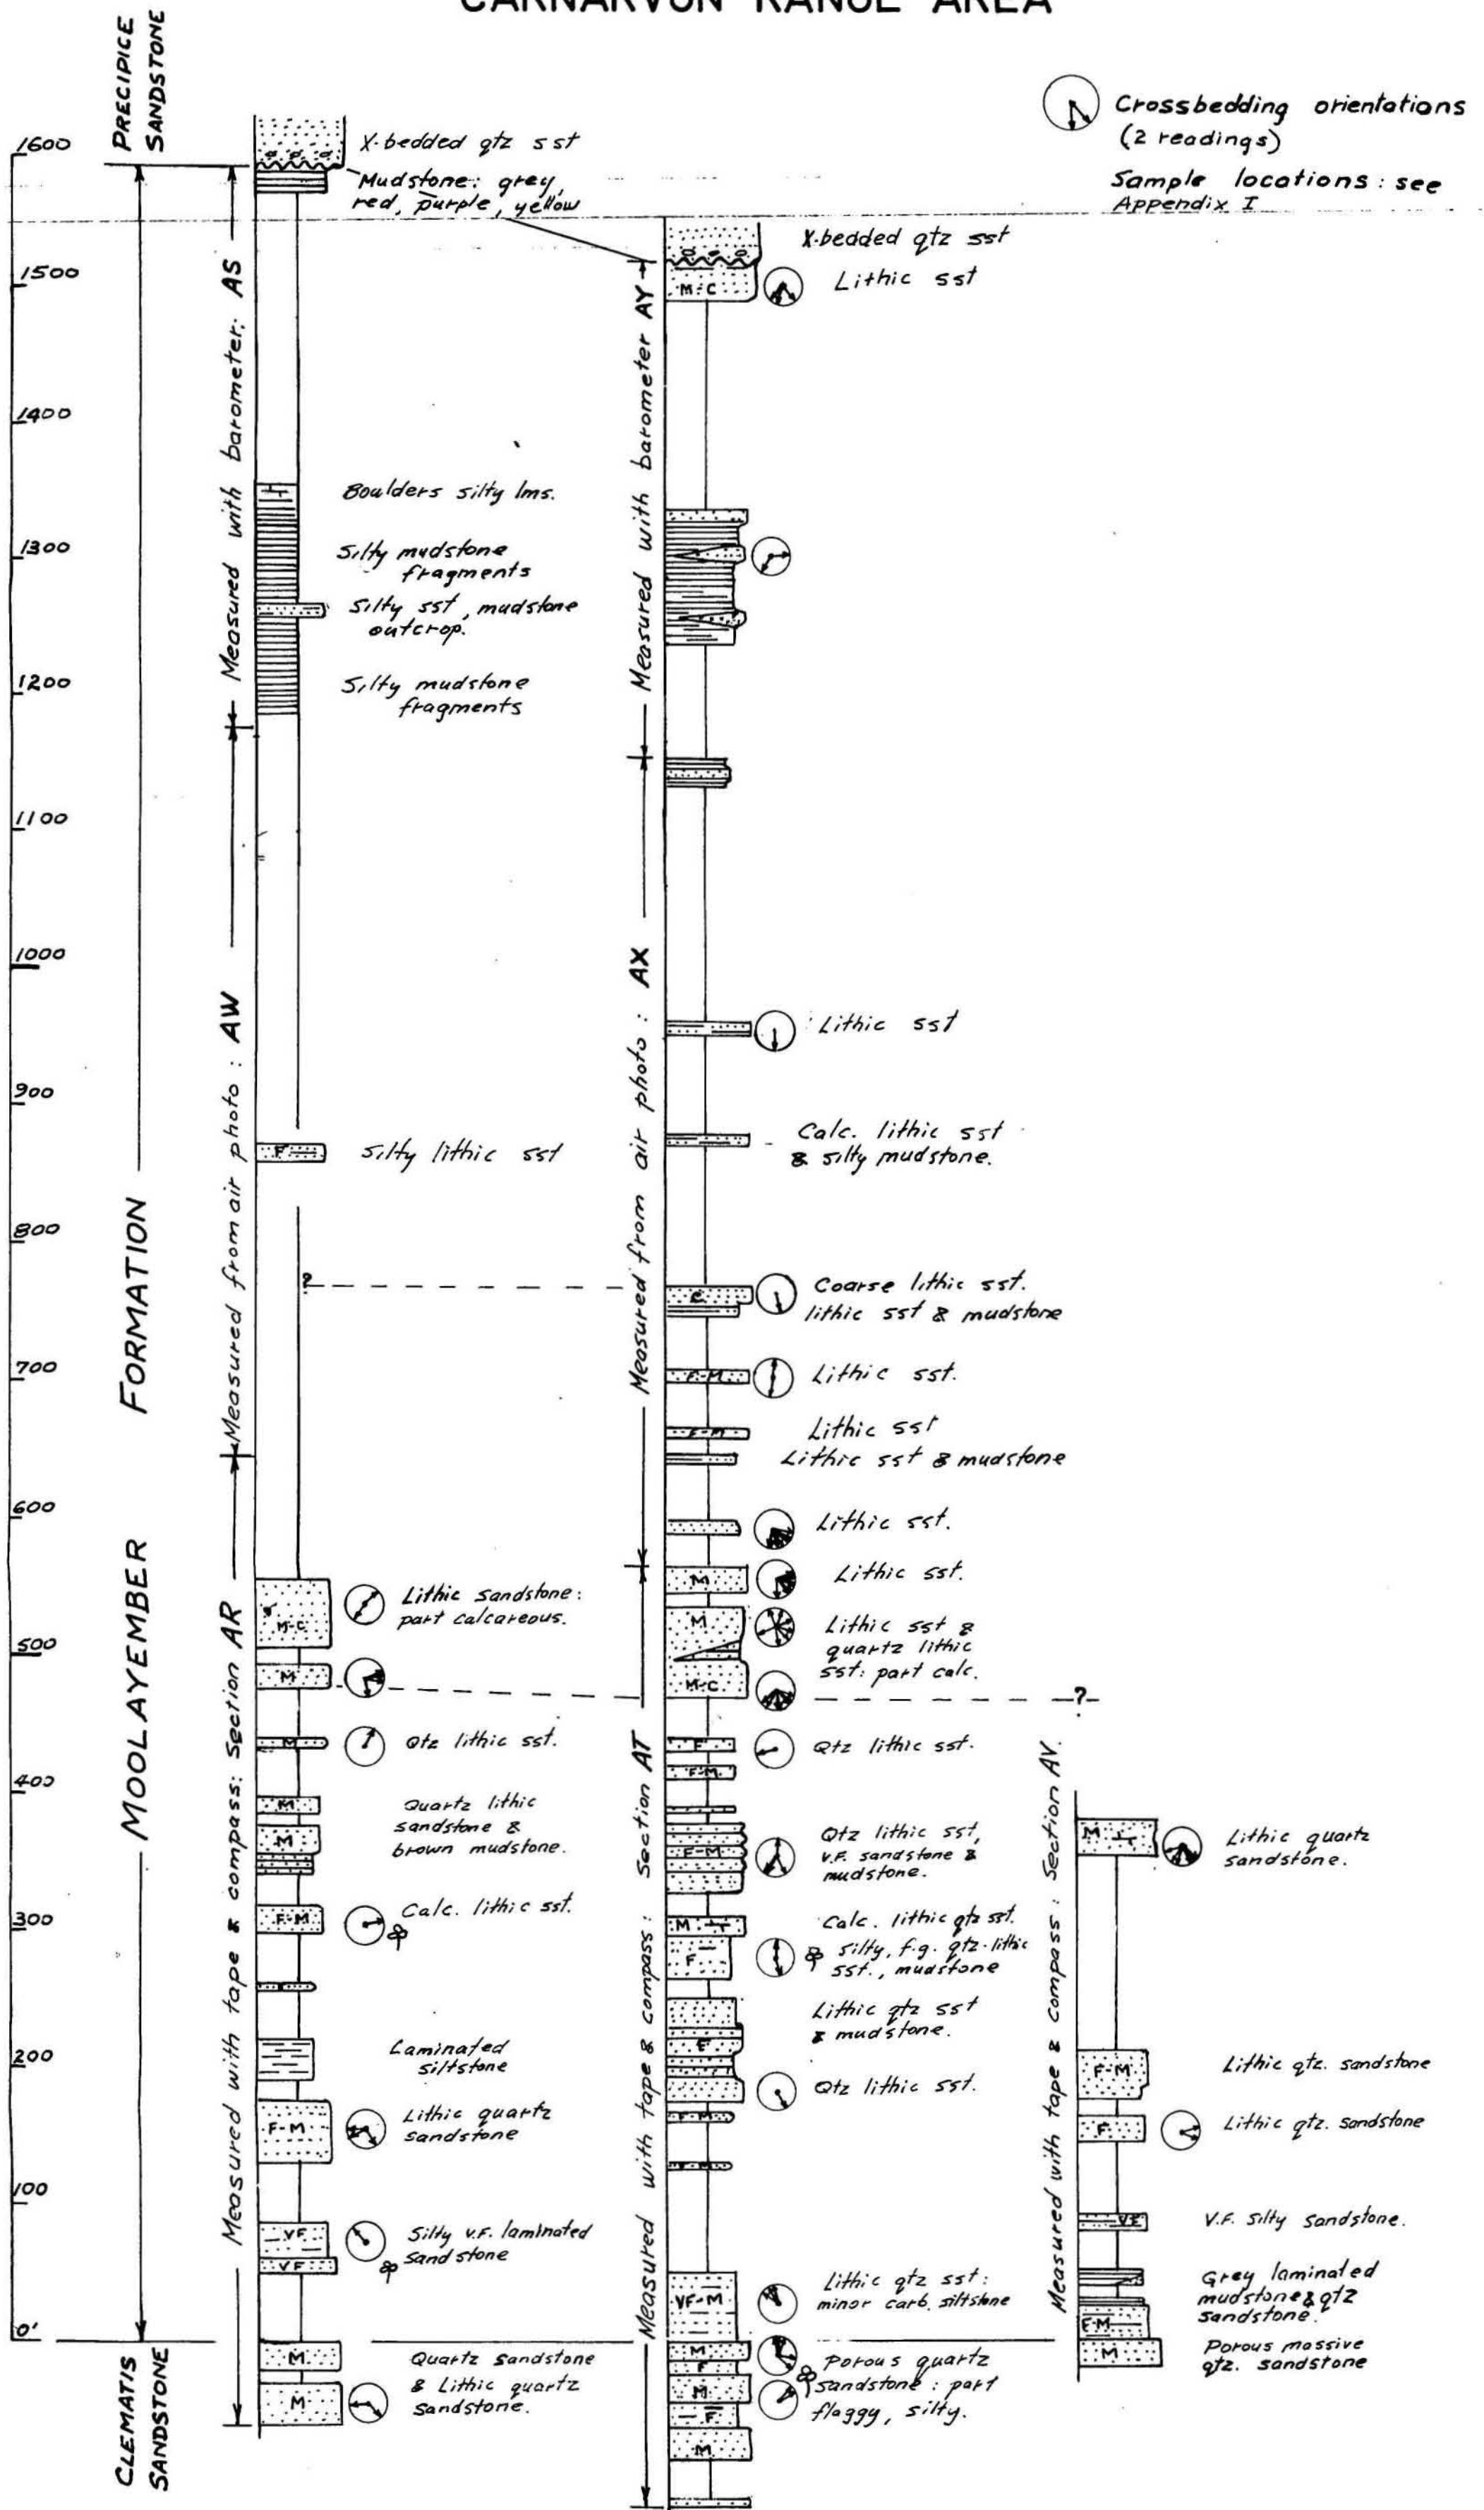 CARNARVON RANGE AREA
PRECIPICE
SANDSTONE
Crossbedding orientations
(2 readings)
Sample locations: see
Appendix I
1600
1500
1400
1300
1200
1100
1000
900
800
700
600
500
400
300
200
100
0'
MOOLAYEMBER FORMATION
CLEMATIS
SANDSTONE
Measured with barometer: AS
Measured from air photo: AW
Measured with tape & compass: Section AR
X-bedded qtz sst
Mudstone: grey,
red, purple, yellow
Boulders silty lms.
Silty mudstone
fragments
Silty sst, mudstone
outcrop.
Silty mudstone
fragments
F
Silty lithic sst
?
M-C
Lithic sandstone:
part calcareous.
M
M
Qtz lithic sst.
M
M
Quartz lithic
sandstone &
brown mudstone.
F-M
Calc. lithic sst.
Laminated
siltstone
F-M
Lithic quartz
sandstone
VF
VF
Silty V.F. laminated
sandstone
M
M
Quartz sandstone
& Lithic quartz
sandstone.
Measured with barometer AY
Measured from air photo: AX
Measured with tape & compass: Section AT
X-bedded qtz sst
M-C
Lithic sst
Lithic sst
Calc. lithic sst
& silty mudstone.
C
Coarse lithic sst.
lithic sst & mudstone
F-M
Lithic sst.
F-M
Lithic sst
Lithic sst & mudstone
Lithic sst.
M
Lithic sst.
M
M-C
Lithic sst &
quartz lithic
sst: part calc.
-?-
F
Qtz lithic sst.
F-M
F-M
Qtz lithic sst,
V.F. sandstone &
mudstone.
M
Calc. lithic qtz sst.
F
Silty, f.g. qtz-lithic
sst., mudstone
F
Lithic qtz sst
& mudstone.
Qtz lithic sst.
F-M
VF-M
Lithic qtz sst:
minor carb. siltstone
M
F
M
F
M
Porous quartz
sandstone: part
flaggy, silty.
Measured with tape & compass: Section AV.
M
Lithic quartz
sandstone.
F-M
Lithic qtz. sandstone
F
Lithic qtz. sandstone
VF
V.F. silty sandstone.
Grey laminated
mudstone & qtz
sandstone.
F-M
M
Porous massive
qtz. sandstone